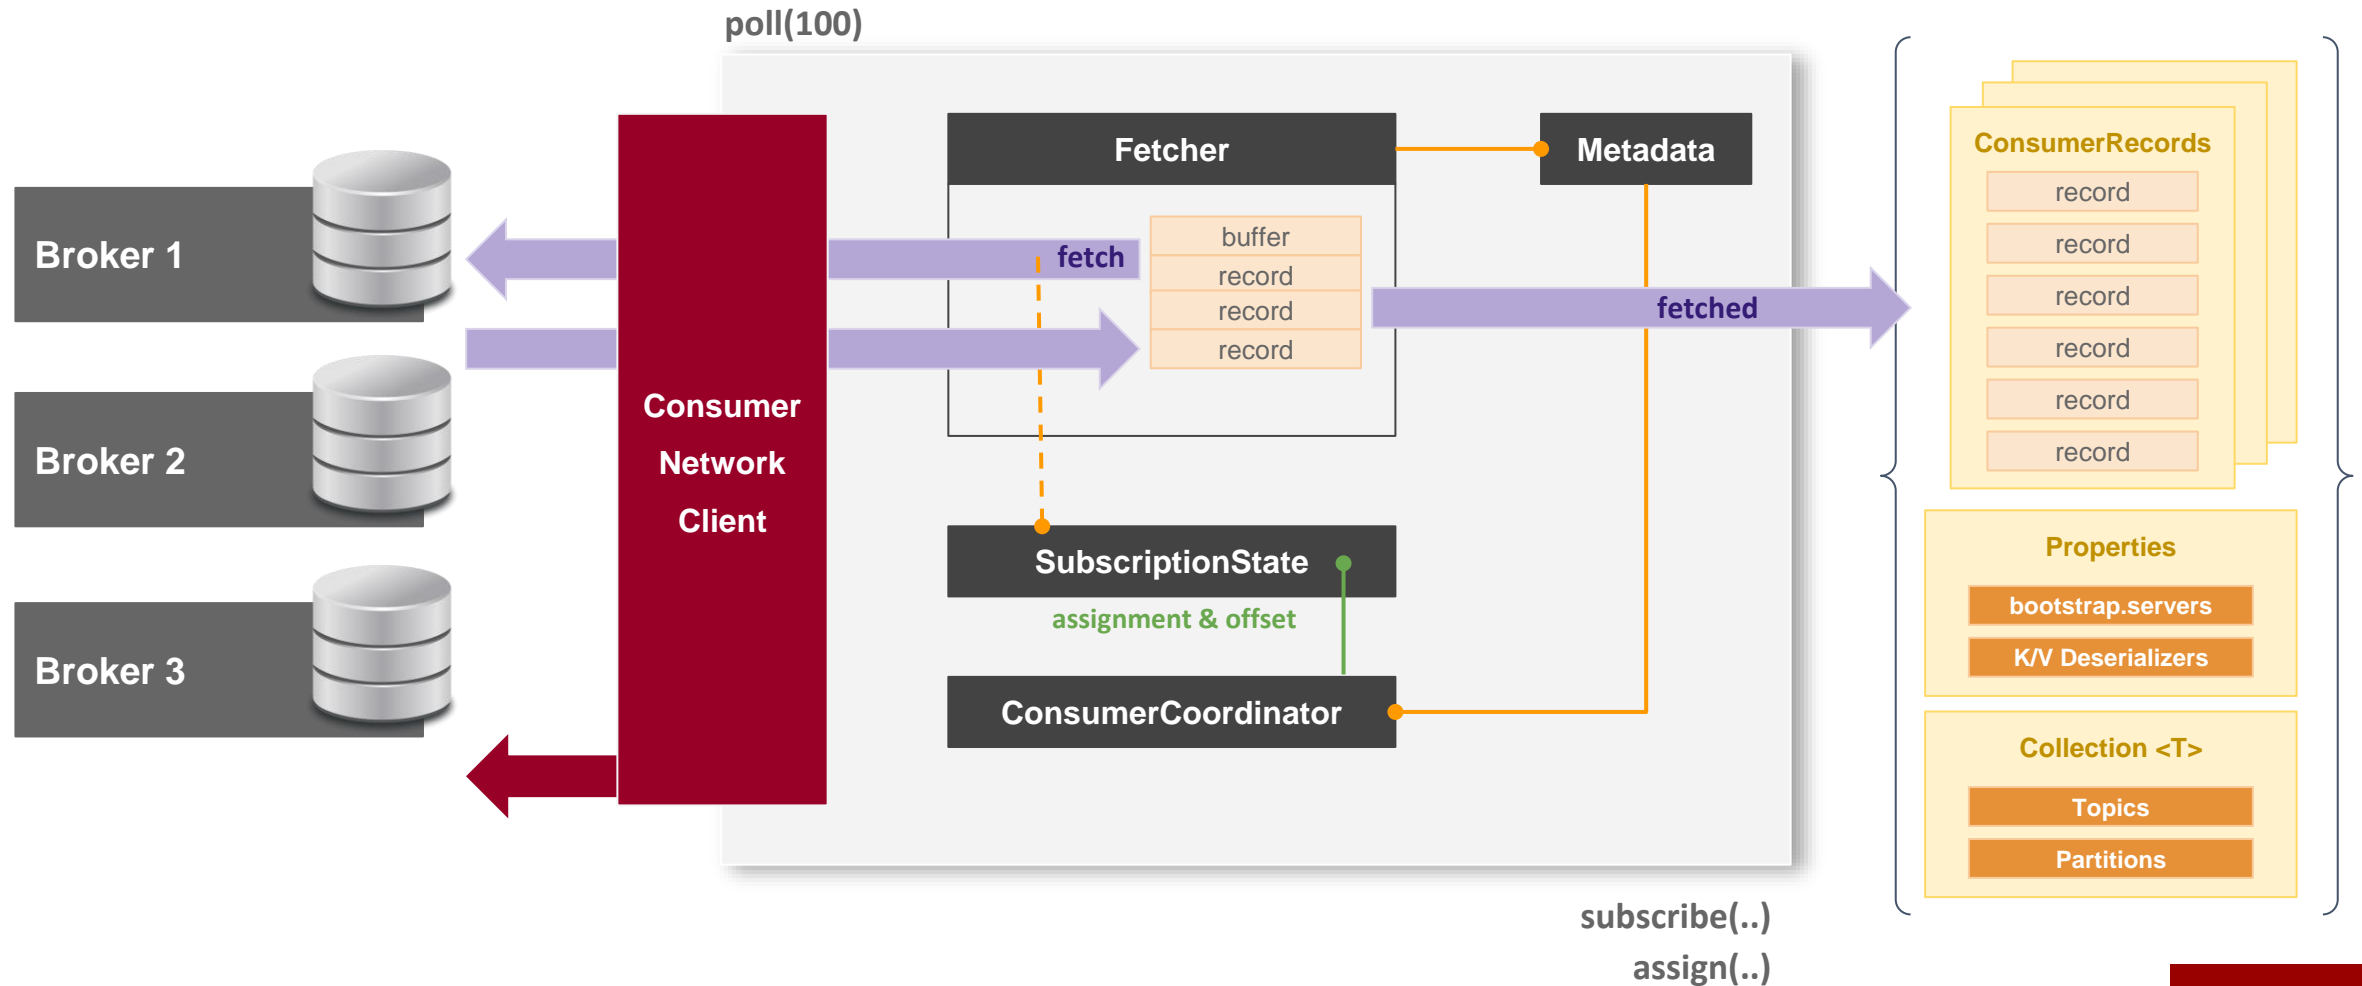 poll(100)
Broker 1
Broker 2
Broker 3
Consumer
Network
Client
Fetcher
Metadata
fetch
buffer
record
record
record
fetched
SubscriptionState
assignment & offset
ConsumerCoordinator
subscribe(..)
assign(..)
ConsumerRecords
record
record
record
record
record
record
Properties
bootstrap.servers
K/V Deserializers
Collection <T>
Topics
Partitions